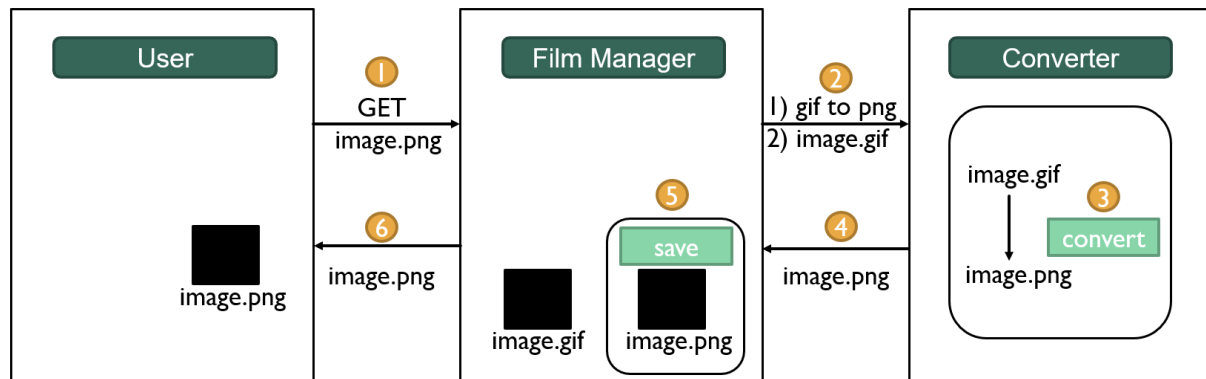 User
Film Manager
Converter
1
GET
image.png
2
1) gif to png
2) image.gif
image.gif
3
convert
image.png
4
image.png
5
save
image.gif
image.png
6
image.png
image.png